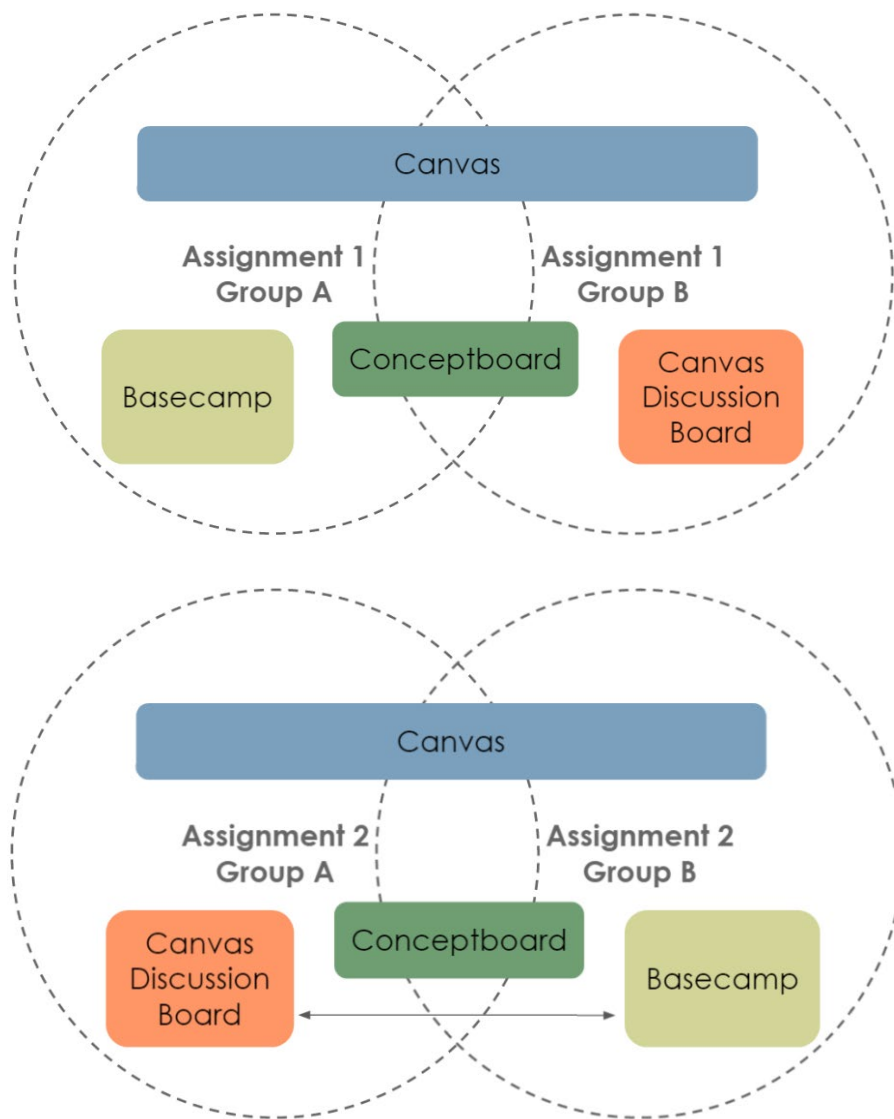 Canvas
Assignment 1
Group A
Assignment 1
Group B
Basecamp
Conceptboard
Canvas
Discussion
Board
Canvas
Assignment 2
Group A
Assignment 2
Group B
Canvas
Discussion
Board
Conceptboard
Basecamp